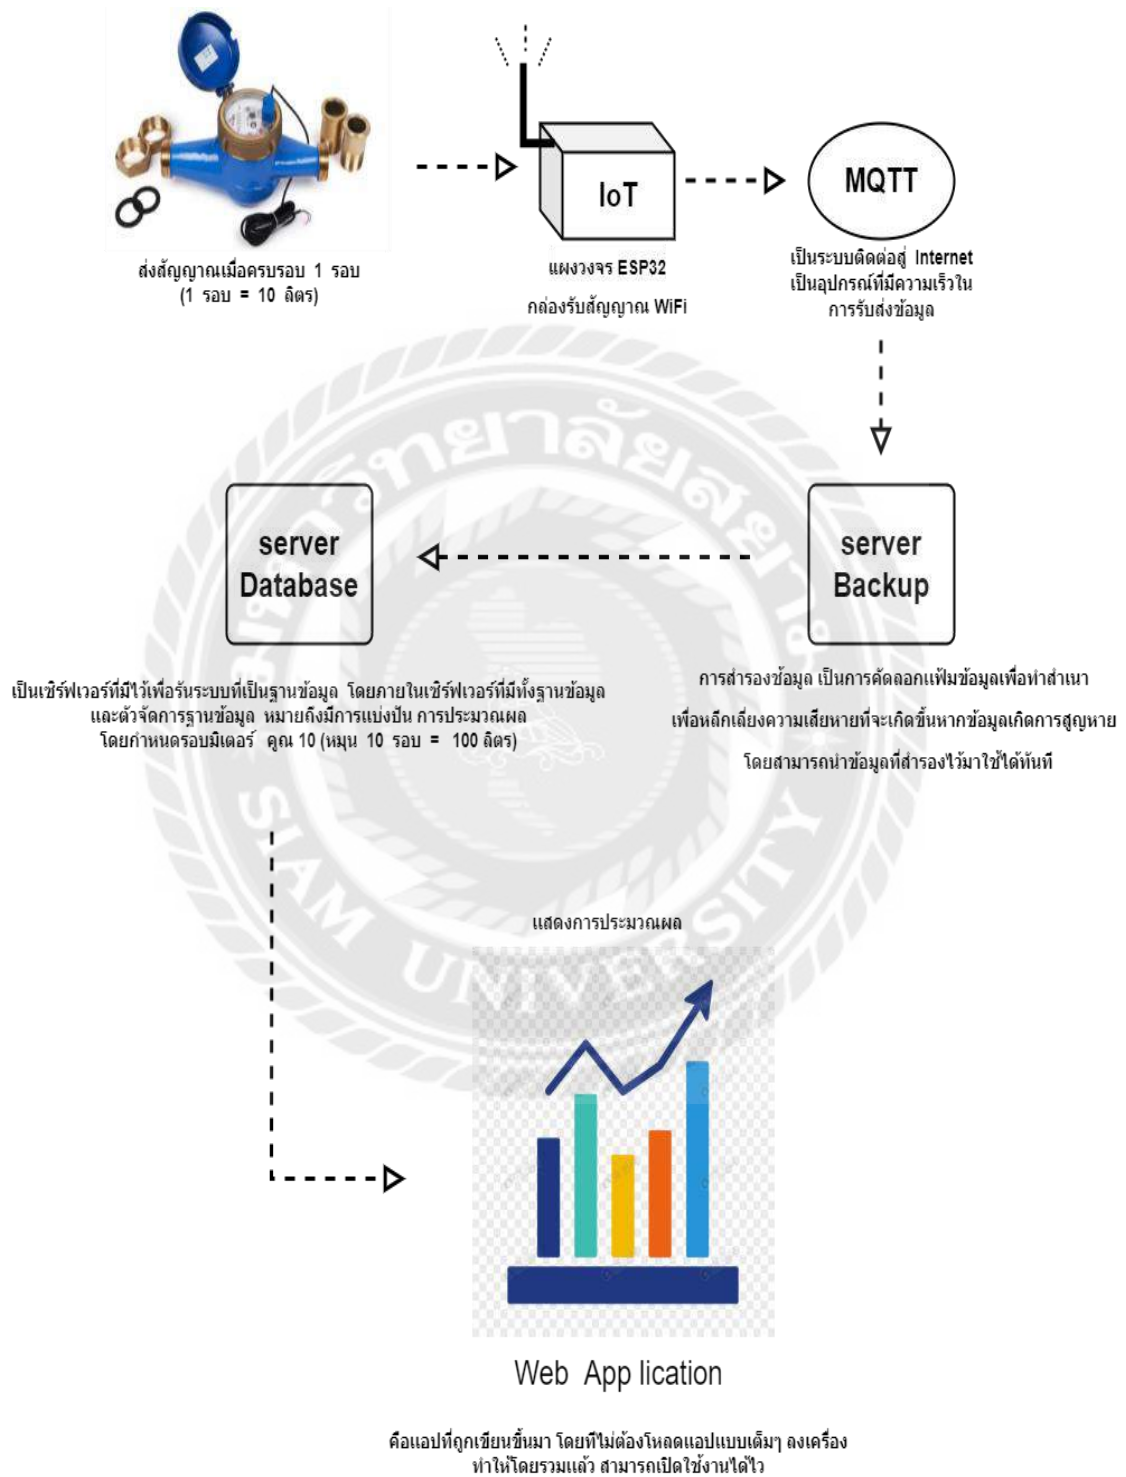 ส่งสัญญาณเมื่อครบรอบ 1 รอบ
(1 รอบ = 10 ลิตร)
IoT
แผงวงจร ESP32
กล่องรับสัญญาณ WiFi
MQTT
เป็นระบบติดต่อสู่ Internet
เป็นอุปกรณ์ที่มีความเร็วใน
การรับส่งข้อมูล
server
Database
server
Backup
เป็นเซิร์ฟเวอร์ที่มีไว้เพื่อรันระบบที่เป็นฐานข้อมูล โดยภายในเซิร์ฟเวอร์ที่มีทั้งฐานข้อมูล
และตัวจัดการฐานข้อมูล หมายถึงมีการแบ่งปัน การประมวณผล
โดยกำหนดรอบมิเตอร์ คูณ 10 (หมุน 10 รอบ = 100 ลิตร)
การสำรองข้อมูล เป็นการคัดลอกแฟ้มข้อมูลเพื่อทำสำเนา
เพื่อหลีกเลี่ยงความเสียหายที่จะเกิดขึ้นหากข้อมูลเกิดการสูญหาย
โดยสามารถนำข้อมูลที่สำรองไว้มาใช้ได้ทันที
มหาวิทยาลัยสยาม
SIAM UNIVERSITY
แสดงการประมวณผล
Web App lication
คือแอปที่ถูกเขียนขึ้นมา โดยที่ไม่ต้องโหลดแอปแบบเต็มๆ ลงเครื่อง
ทำให้โดยรวมแล้ว สามารถเปิดใช้งานได้ไว